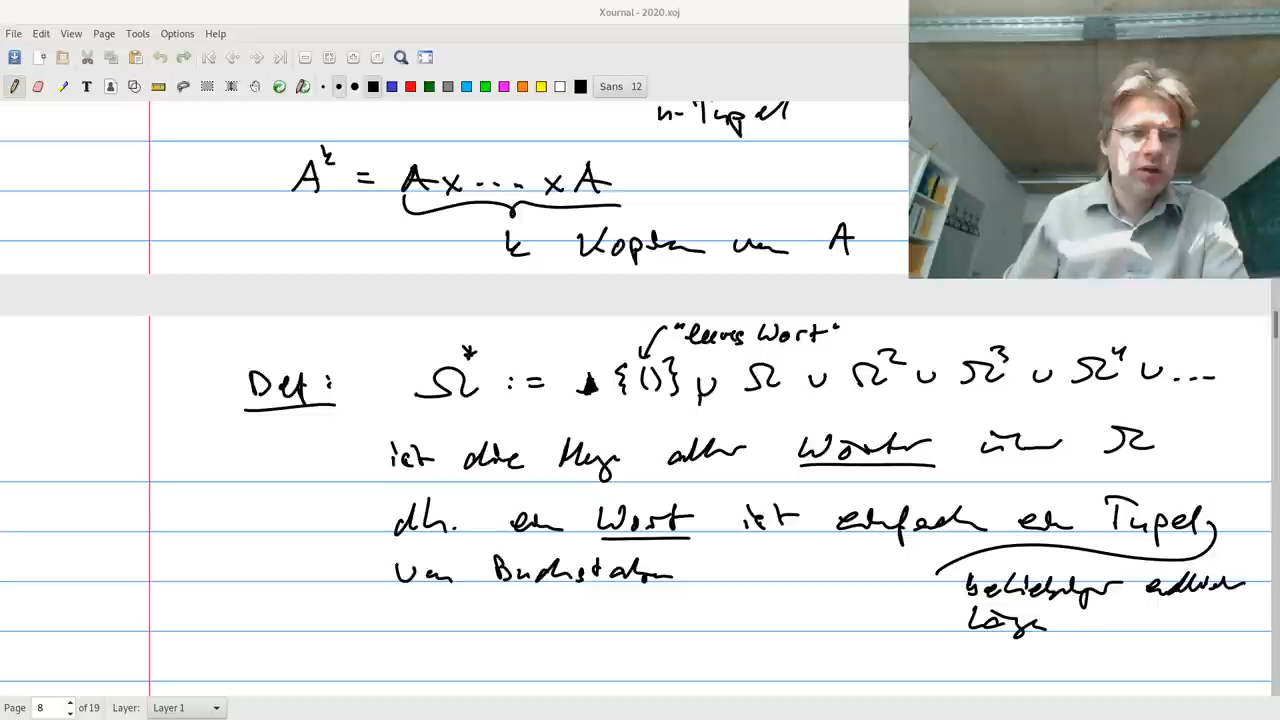 Xournal - 2020.xoj
File Edit View Page Tools Options Help
Sans 12
n-Tupel
A^k = A x .... x A
k Kopien von A
"leeres Wort"
Def: Ω* := {()} ∪ Ω ∪ Ω² ∪ Ω³ ∪ Ω⁴ ∪ ...
ist die Menge aller Wörter über Ω
dh. ein Wort ist einfach ein Tupel
von Buchstaben
beliebiger endlicher
Länge
Page 8 of 19 Layer: Layer 1